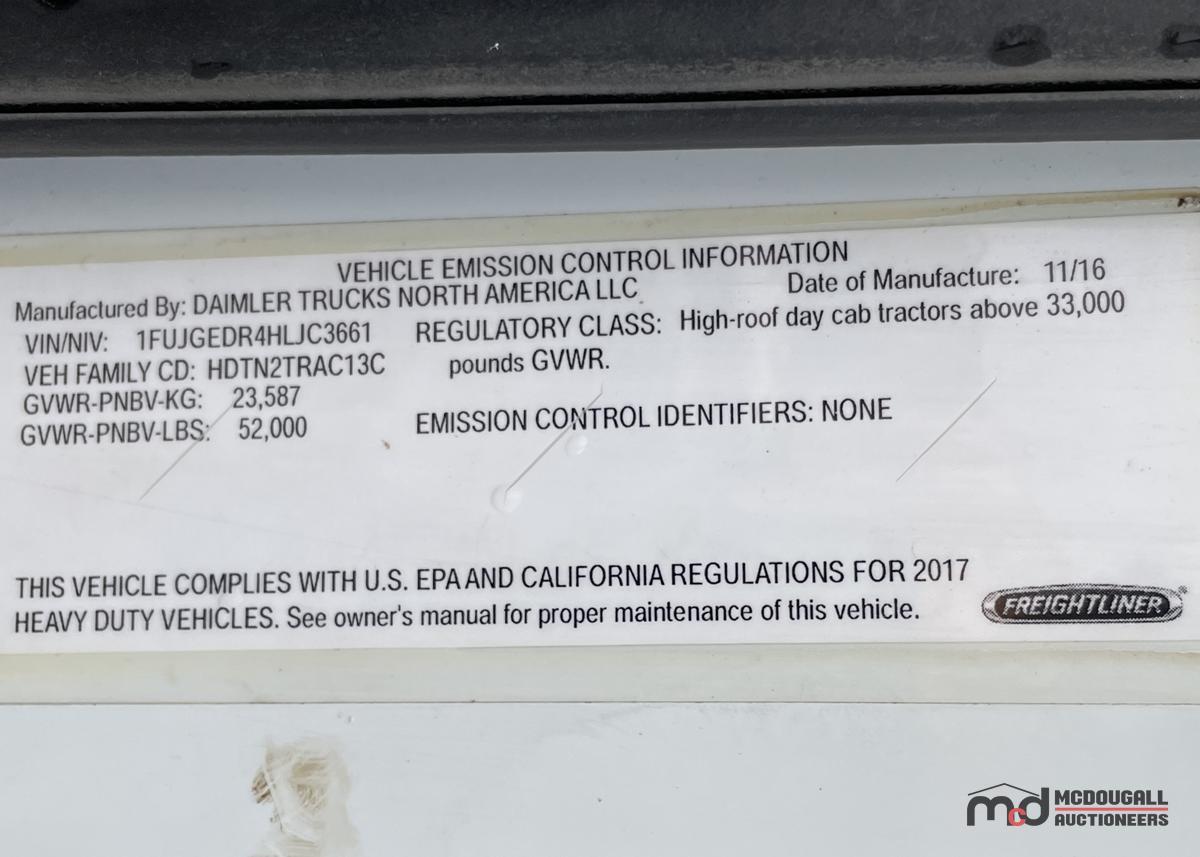 VEHICLE EMISSION CONTROL INFORMATION
Manufactured By: DAIMLER TRUCKS NORTH AMERICA LLC Date of Manufacture: 11/16
VIN/NIV: 1FUJGEDR4HLJC3661 REGULATORY CLASS: High-roof day cab tractors above 33,000
VEH FAMILY CD: HDTN2TRAC13C pounds GVWR.
GVWR-PNBV-KG: 23,587
GVWR-PNBV-LBS: 52,000 EMISSION CONTROL IDENTIFIERS: NONE
THIS VEHICLE COMPLIES WITH U.S. EPA AND CALIFORNIA REGULATIONS FOR 2017
HEAVY DUTY VEHICLES. See owner's manual for proper maintenance of this vehicle.
FREIGHTLINER®
mcd MCDOUGALL
AUCTIONEERS